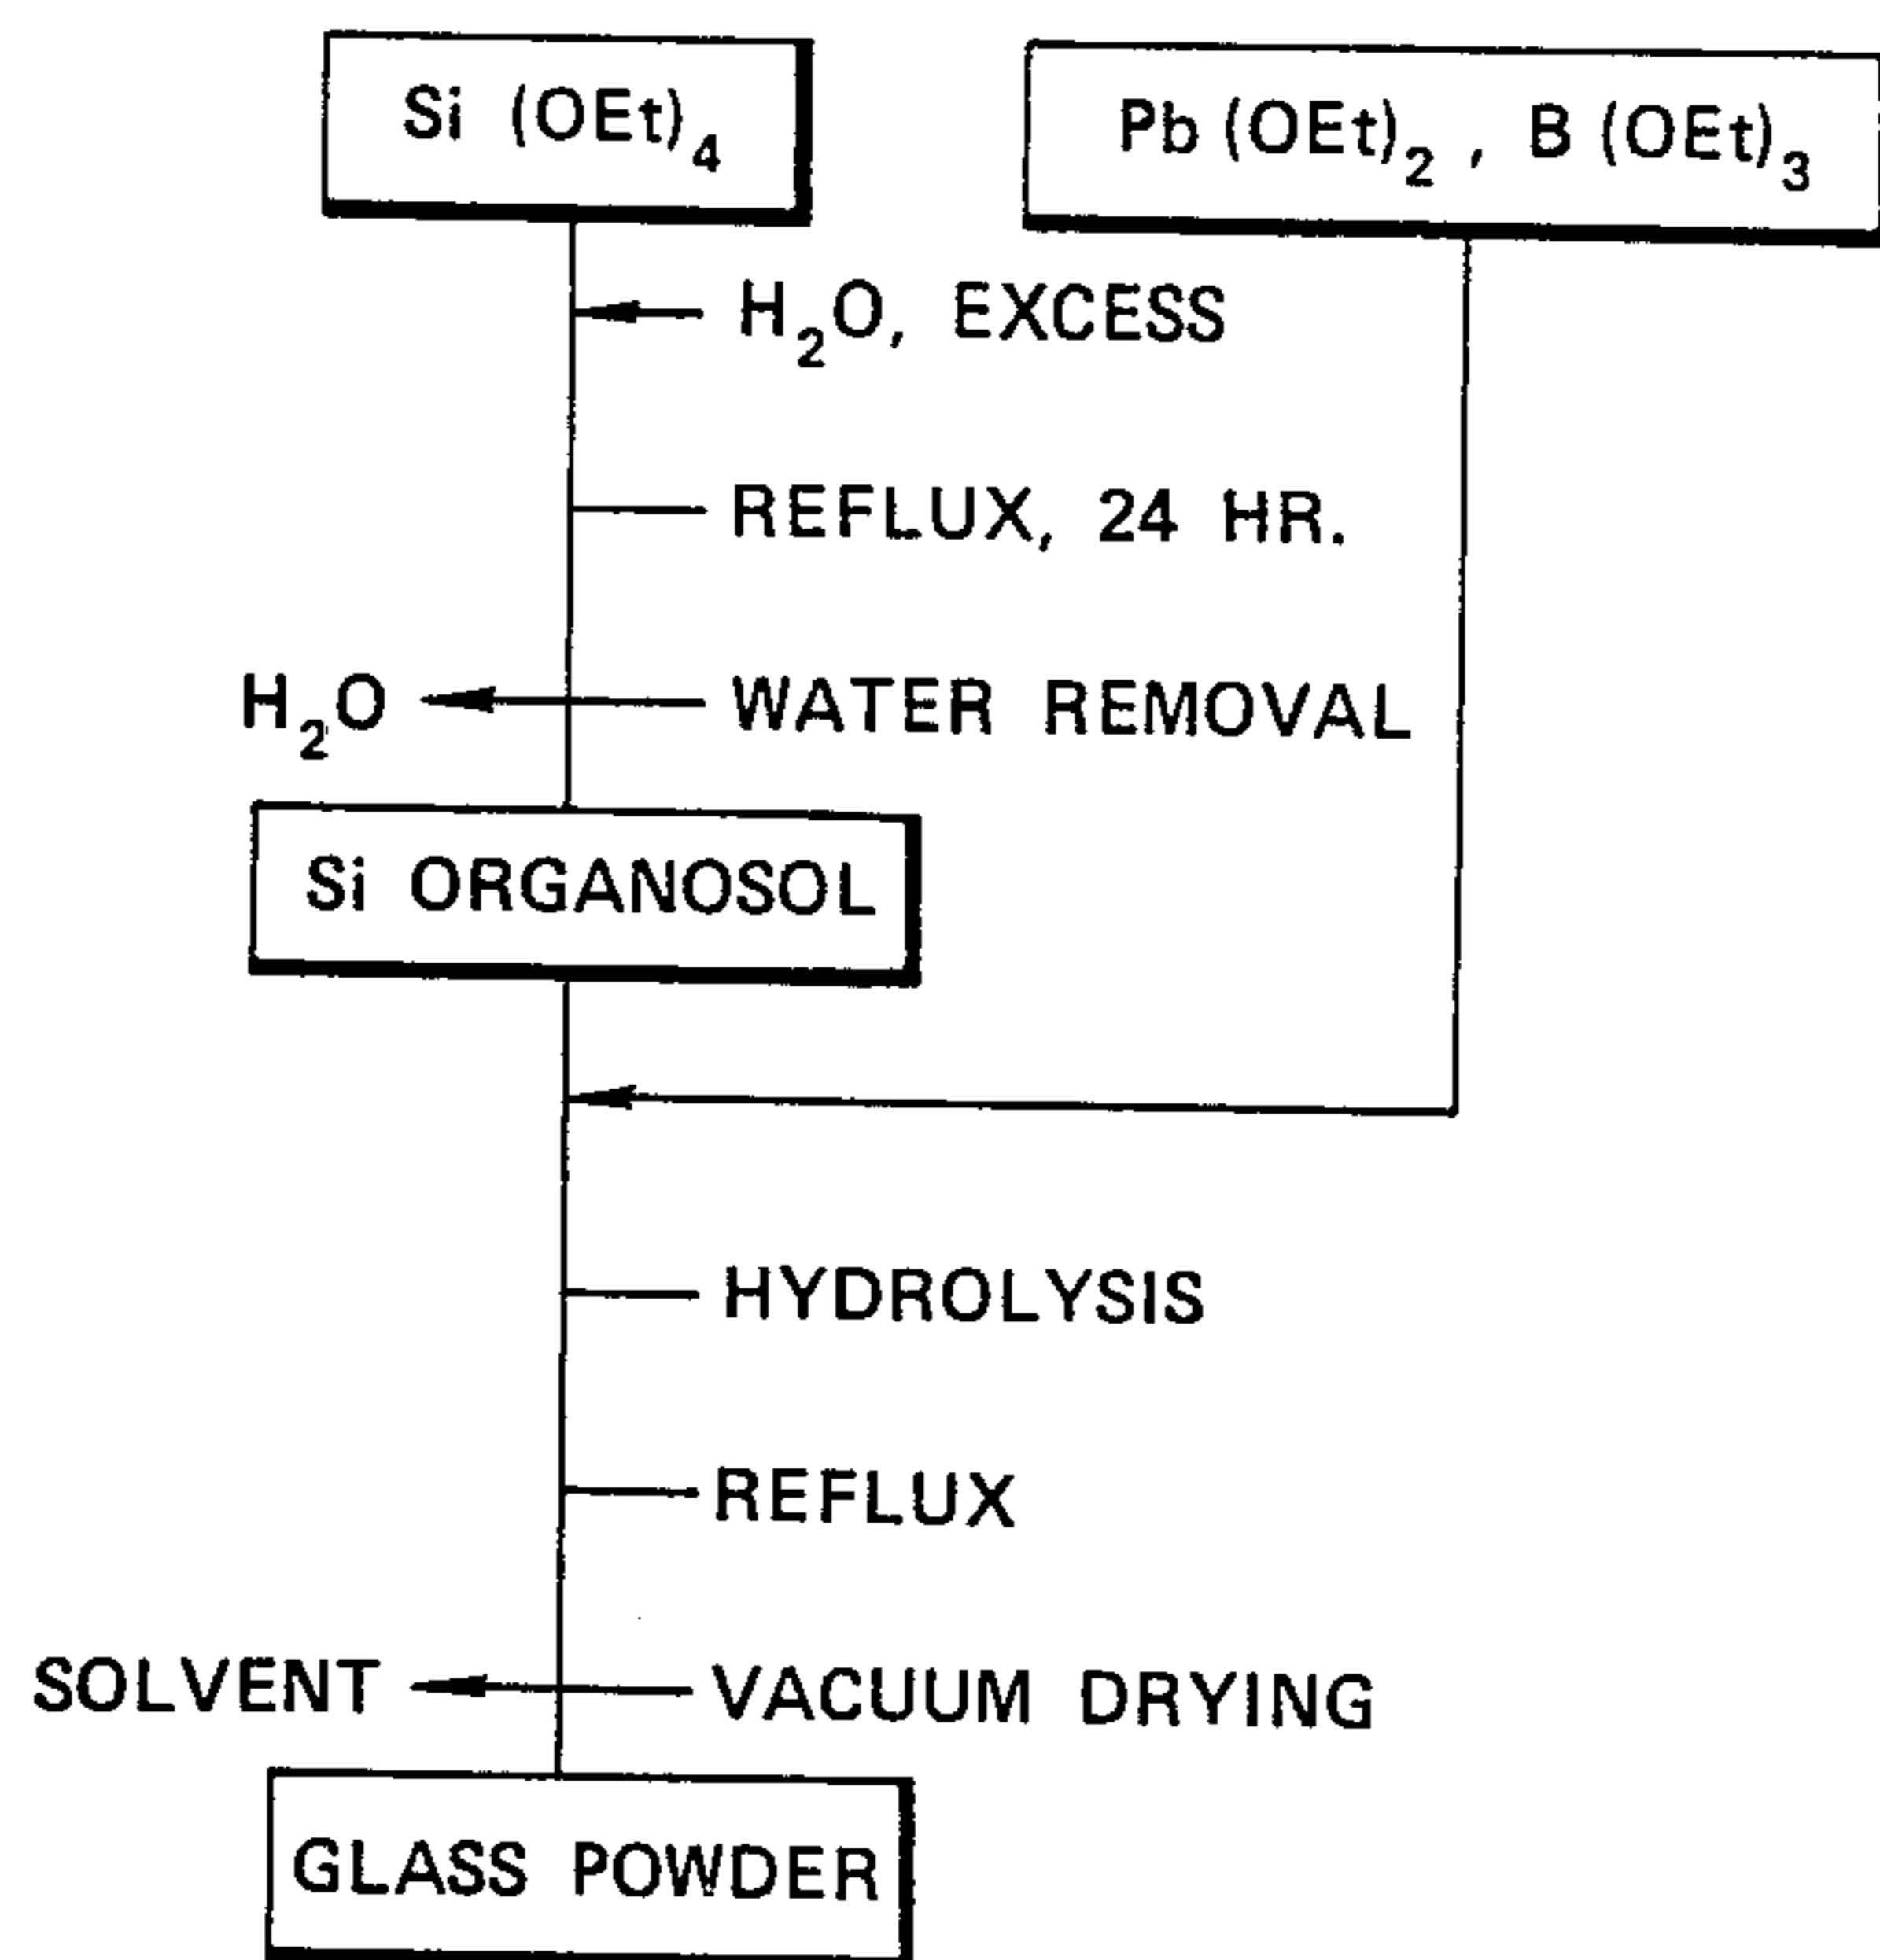 Si (OEt)₄
Pb (OEt)₂ , B (OEt)₃
H₂O, EXCESS
REFLUX, 24 HR.
H₂O
WATER REMOVAL
Si ORGANOSOL
HYDROLYSIS
REFLUX
SOLVENT
VACUUM DRYING
GLASS POWDER